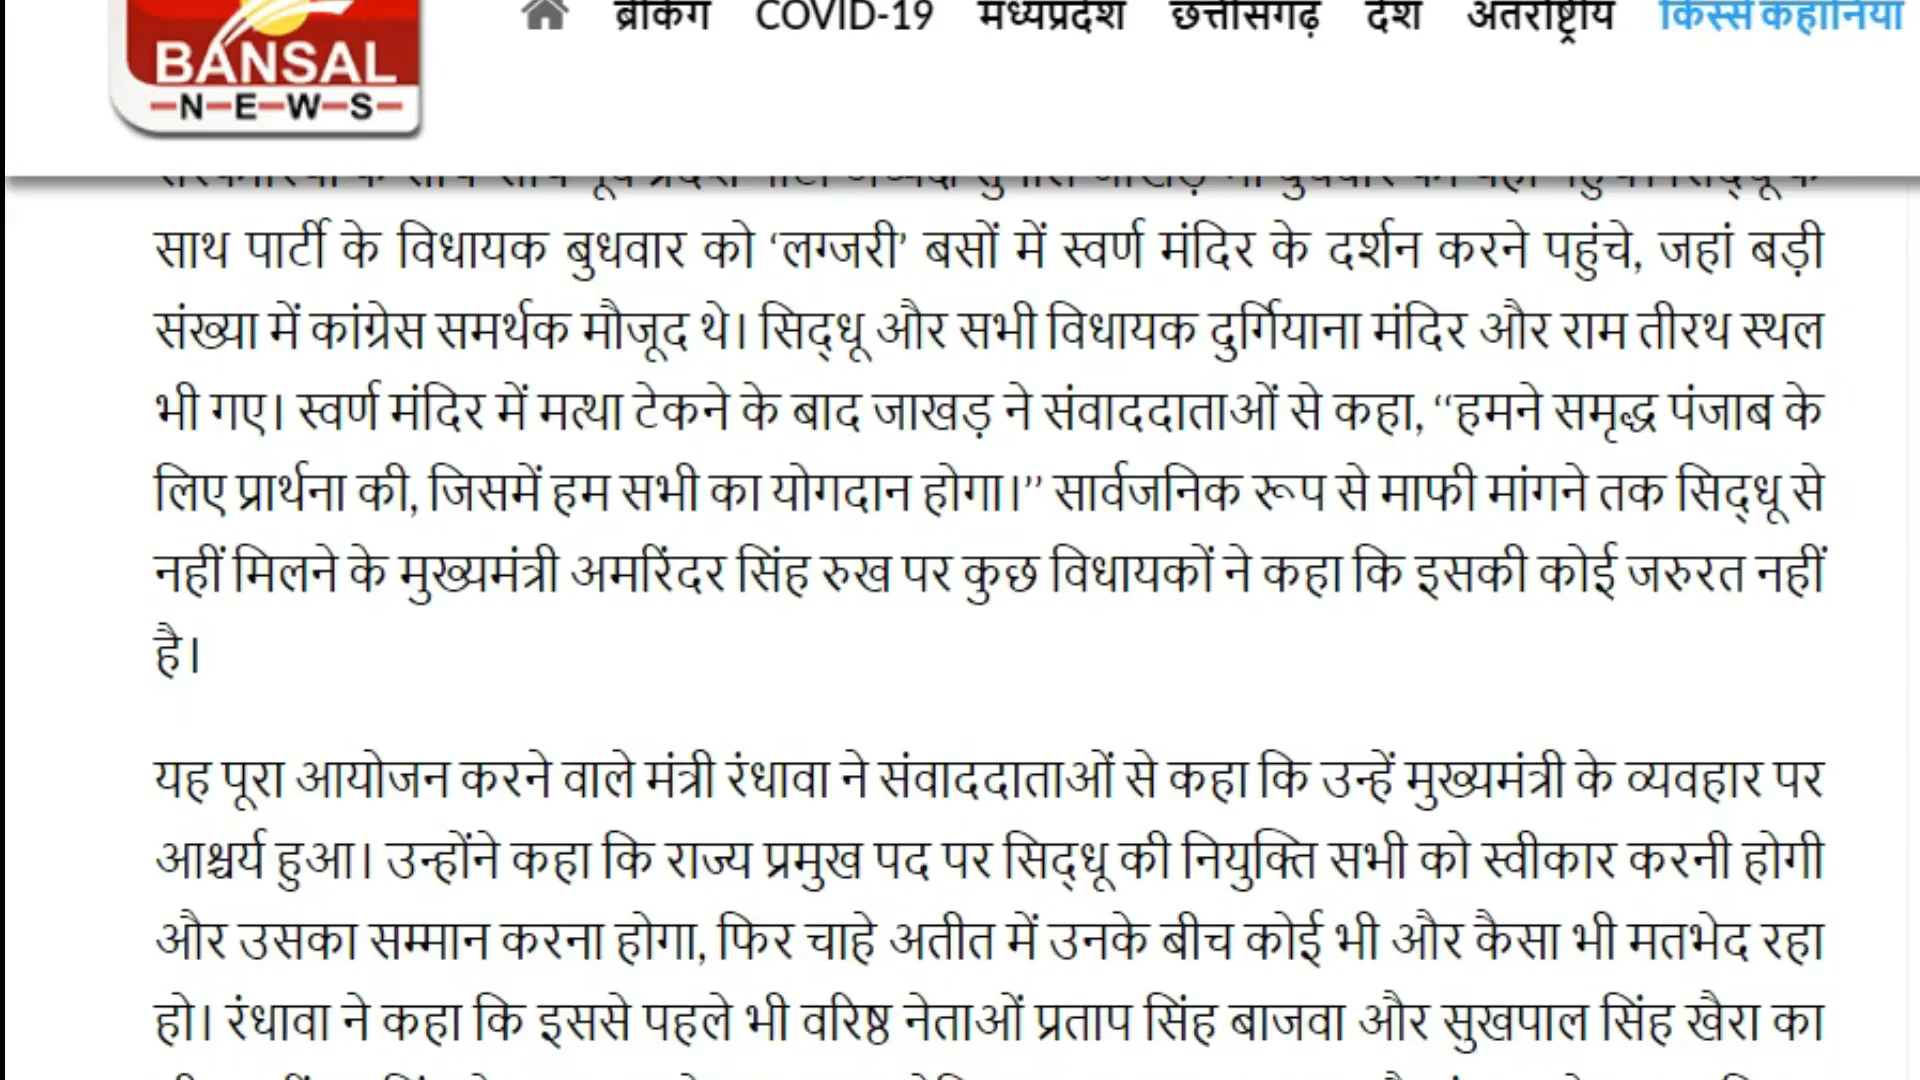 BANSAL
NEWS
ब्रेकिंग COVID-19 मध्यप्रदेश छत्तीसगढ़ देश अंतर्राष्ट्रीय किस्से कहानियां
साथ पार्टी के विधायक बुधवार को ‘लग्जरी’ बसों में स्वर्ण मंदिर के दर्शन करने पहुंचे, जहां बड़ी
संख्या में कांग्रेस समर्थक मौजूद थे। सिद्धू और सभी विधायक दुर्गियाना मंदिर और राम तीरथ स्थल
भी गए। स्वर्ण मंदिर में मत्था टेकने के बाद जाखड़ ने संवाददाताओं से कहा, ‘‘हमने समृद्ध पंजाब के
लिए प्रार्थना की, जिसमें हम सभी का योगदान होगा।’’ सार्वजनिक रूप से माफी मांगने तक सिद्धू से
नहीं मिलने के मुख्यमंत्री अमरिंदर सिंह रुख पर कुछ विधायकों ने कहा कि इसकी कोई जरुरत नहीं
है।
यह पूरा आयोजन करने वाले मंत्री रंधावा ने संवाददाताओं से कहा कि उन्हें मुख्यमंत्री के व्यवहार पर
आश्चर्य हुआ। उन्होंने कहा कि राज्य प्रमुख पद पर सिद्धू की नियुक्ति सभी को स्वीकार करनी होगी
और उसका सम्मान करना होगा, फिर चाहे अतीत में उनके बीच कोई भी और कैसा भी मतभेद रहा
हो। रंधावा ने कहा कि इससे पहले भी वरिष्ठ नेताओं प्रताप सिंह बाजवा और सुखपाल सिंह खैरा का